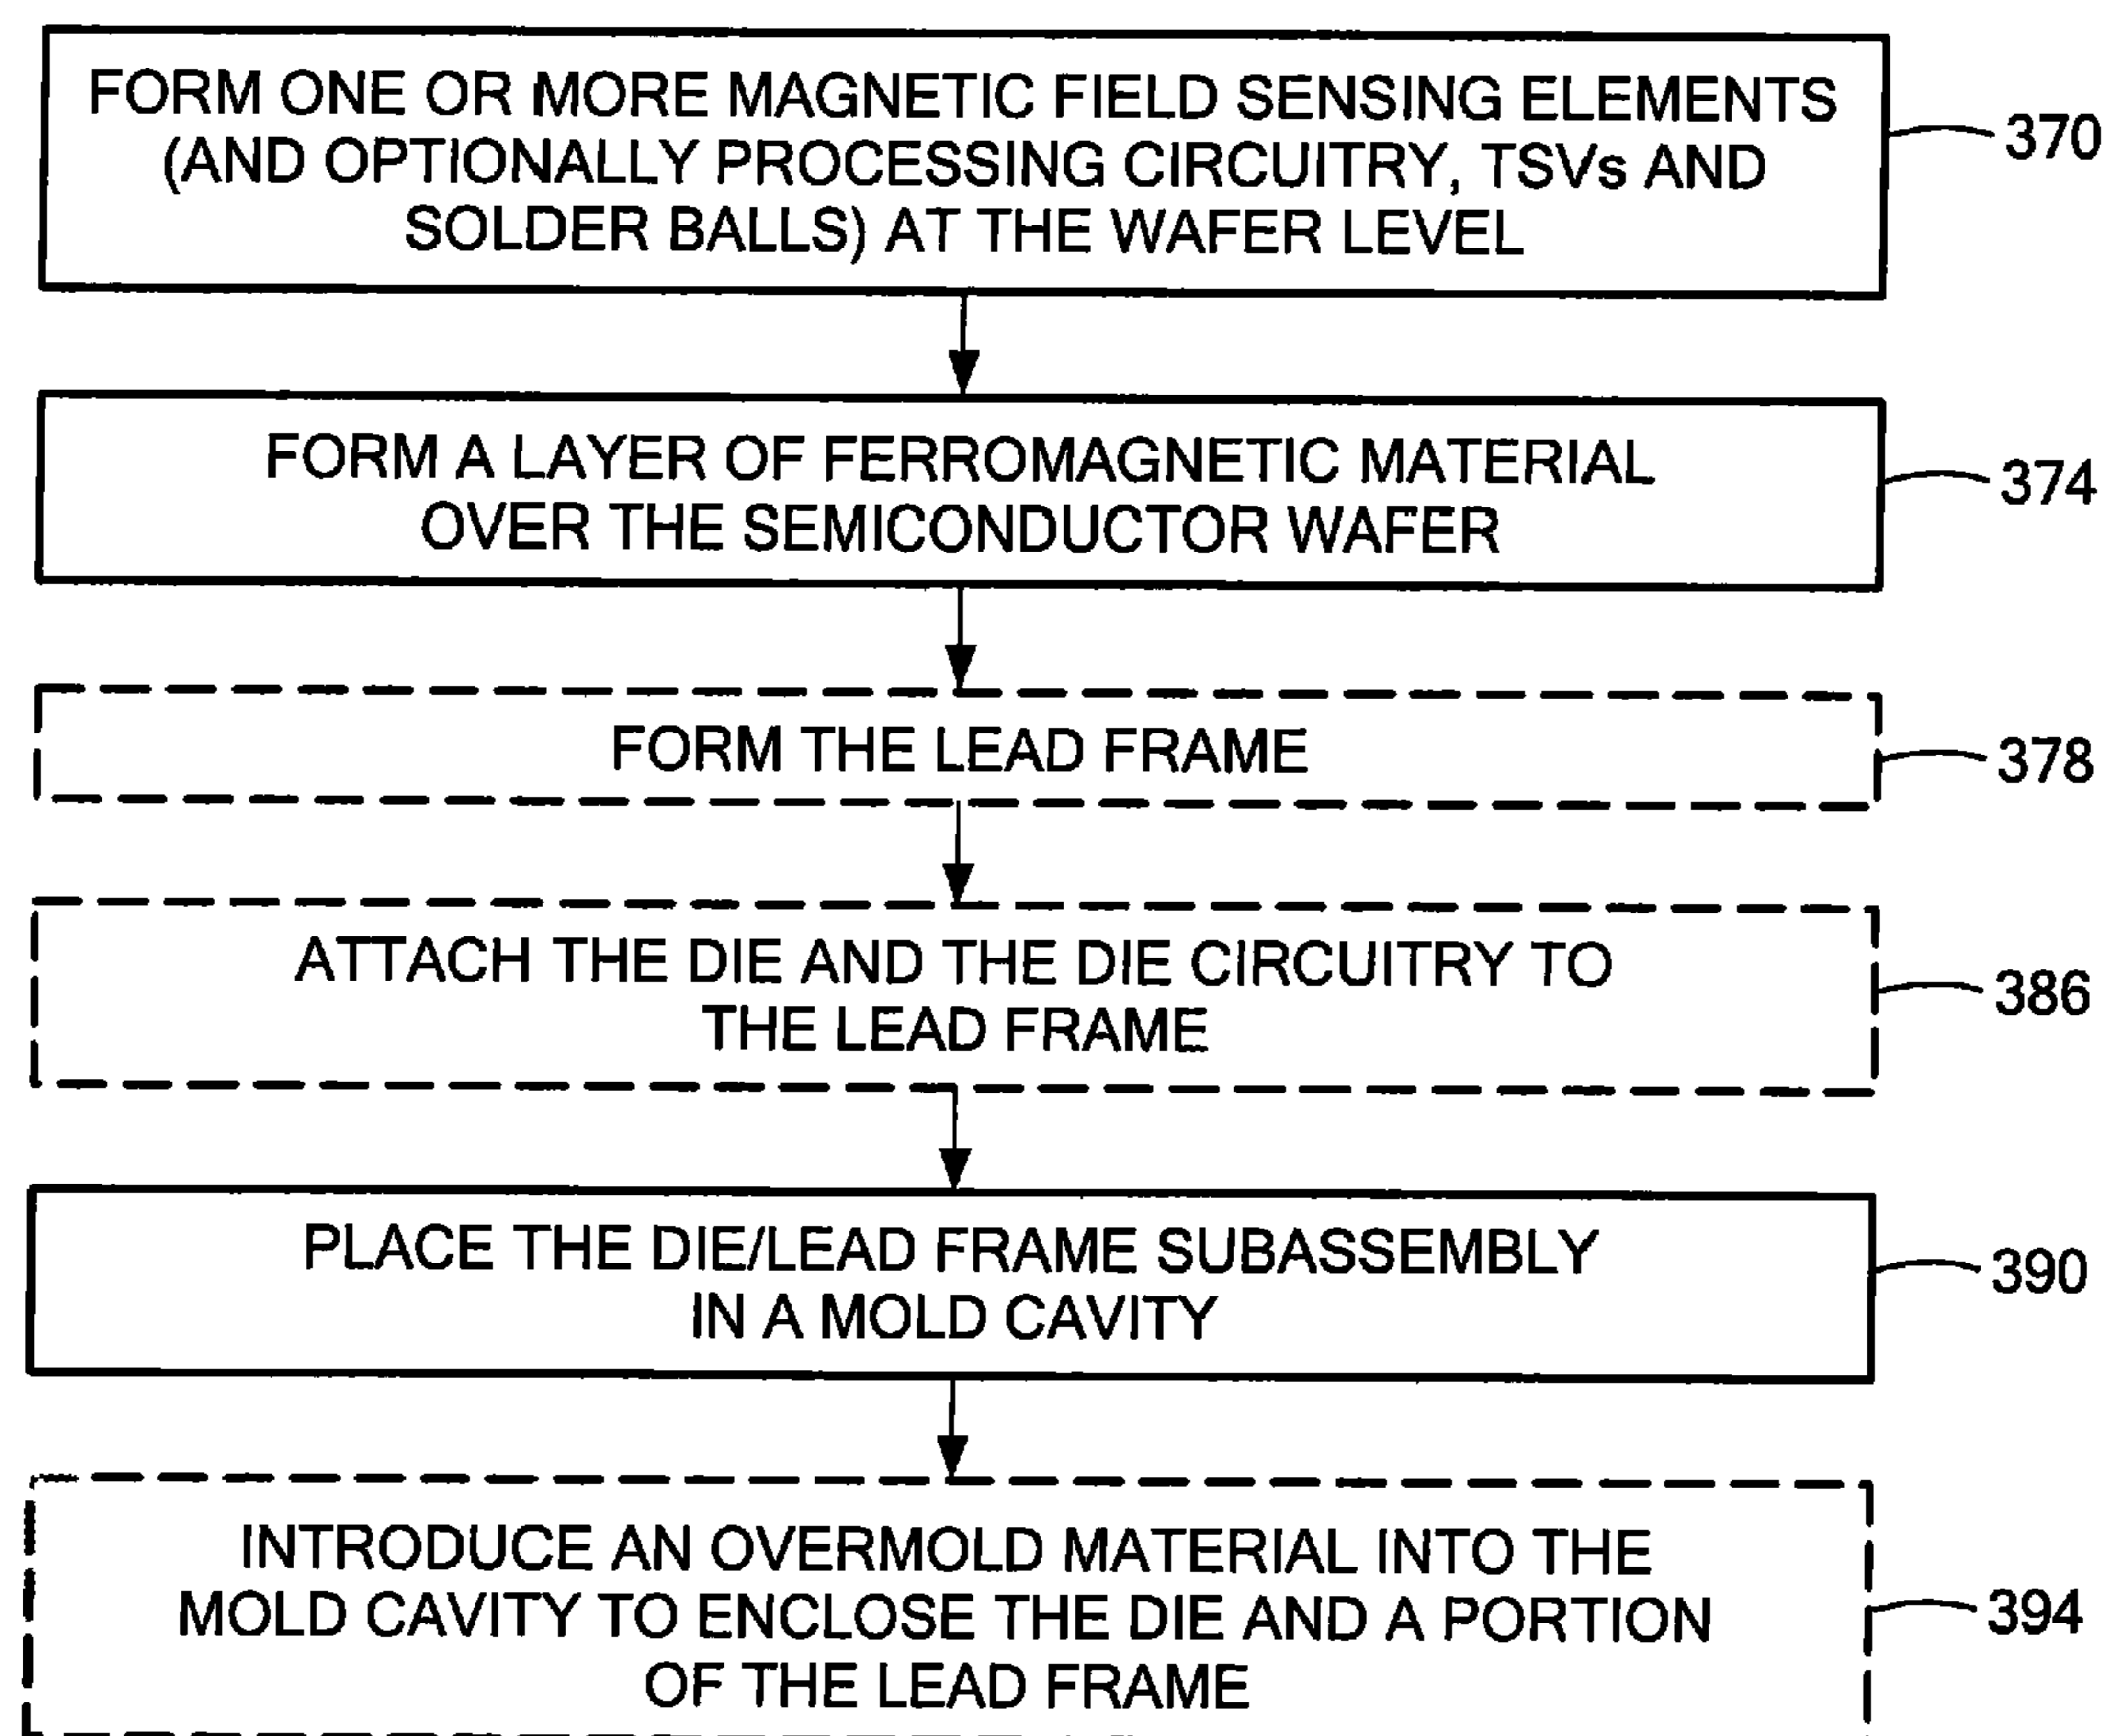 FORM ONE OR MORE MAGNETIC FIELD SENSING ELEMENTS
(AND OPTIONALLY PROCESSING CIRCUITRY, TSVs AND
SOLDER BALLS) AT THE WAFER LEVEL
370
FORM A LAYER OF FERROMAGNETIC MATERIAL
OVER THE SEMICONDUCTOR WAFER
374
FORM THE LEAD FRAME
378
ATTACH THE DIE AND THE DIE CIRCUITRY TO
THE LEAD FRAME
386
PLACE THE DIE/LEAD FRAME SUBASSEMBLY
IN A MOLD CAVITY
390
INTRODUCE AN OVERMOLD MATERIAL INTO THE
MOLD CAVITY TO ENCLOSE THE DIE AND A PORTION
OF THE LEAD FRAME
394